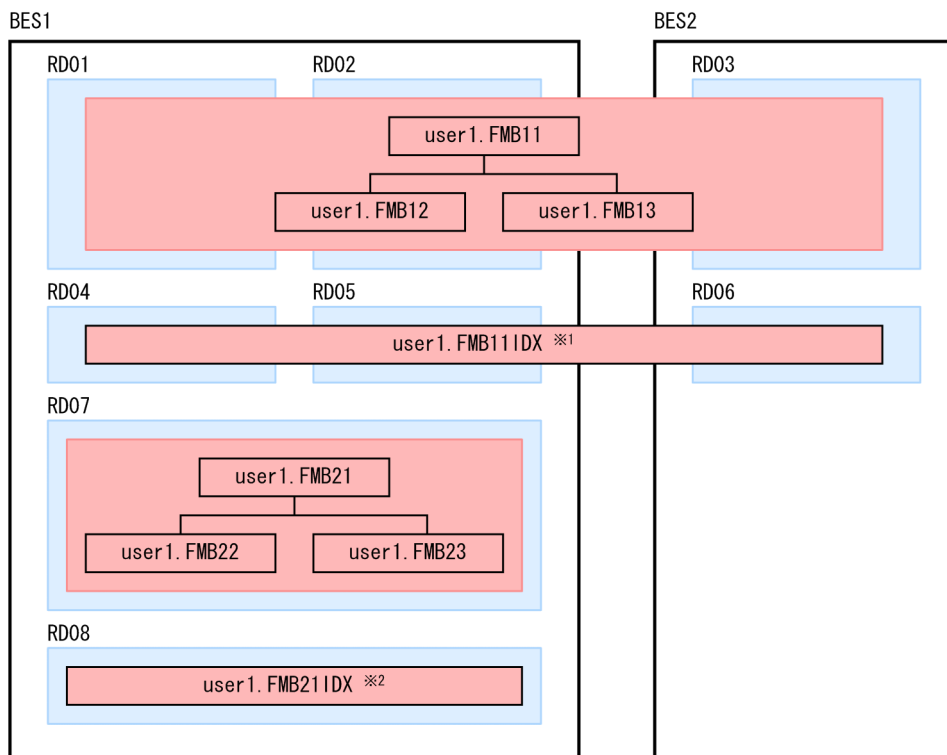 BES1 BES2
RD01 RD02 RD03
user1.FMB11
user1.FMB12 user1.FMB13
RD04 RD05 RD06
user1.FMB11IDX ※1
RD07
user1.FMB21
user1.FMB22 user1.FMB23
RD08
user1.FMB21IDX ※2